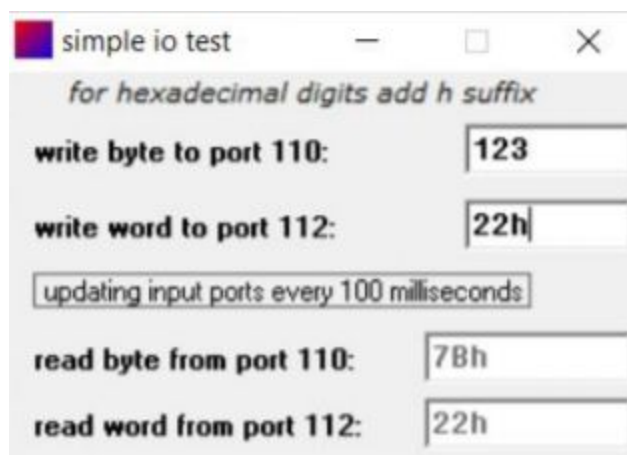 simple io test
for hexadecimal digits add h suffix
write byte to port 110: 123
write word to port 112: 22h
updating input ports every 100 milliseconds
read byte from port 110: 7Bh
read word from port 112: 22h